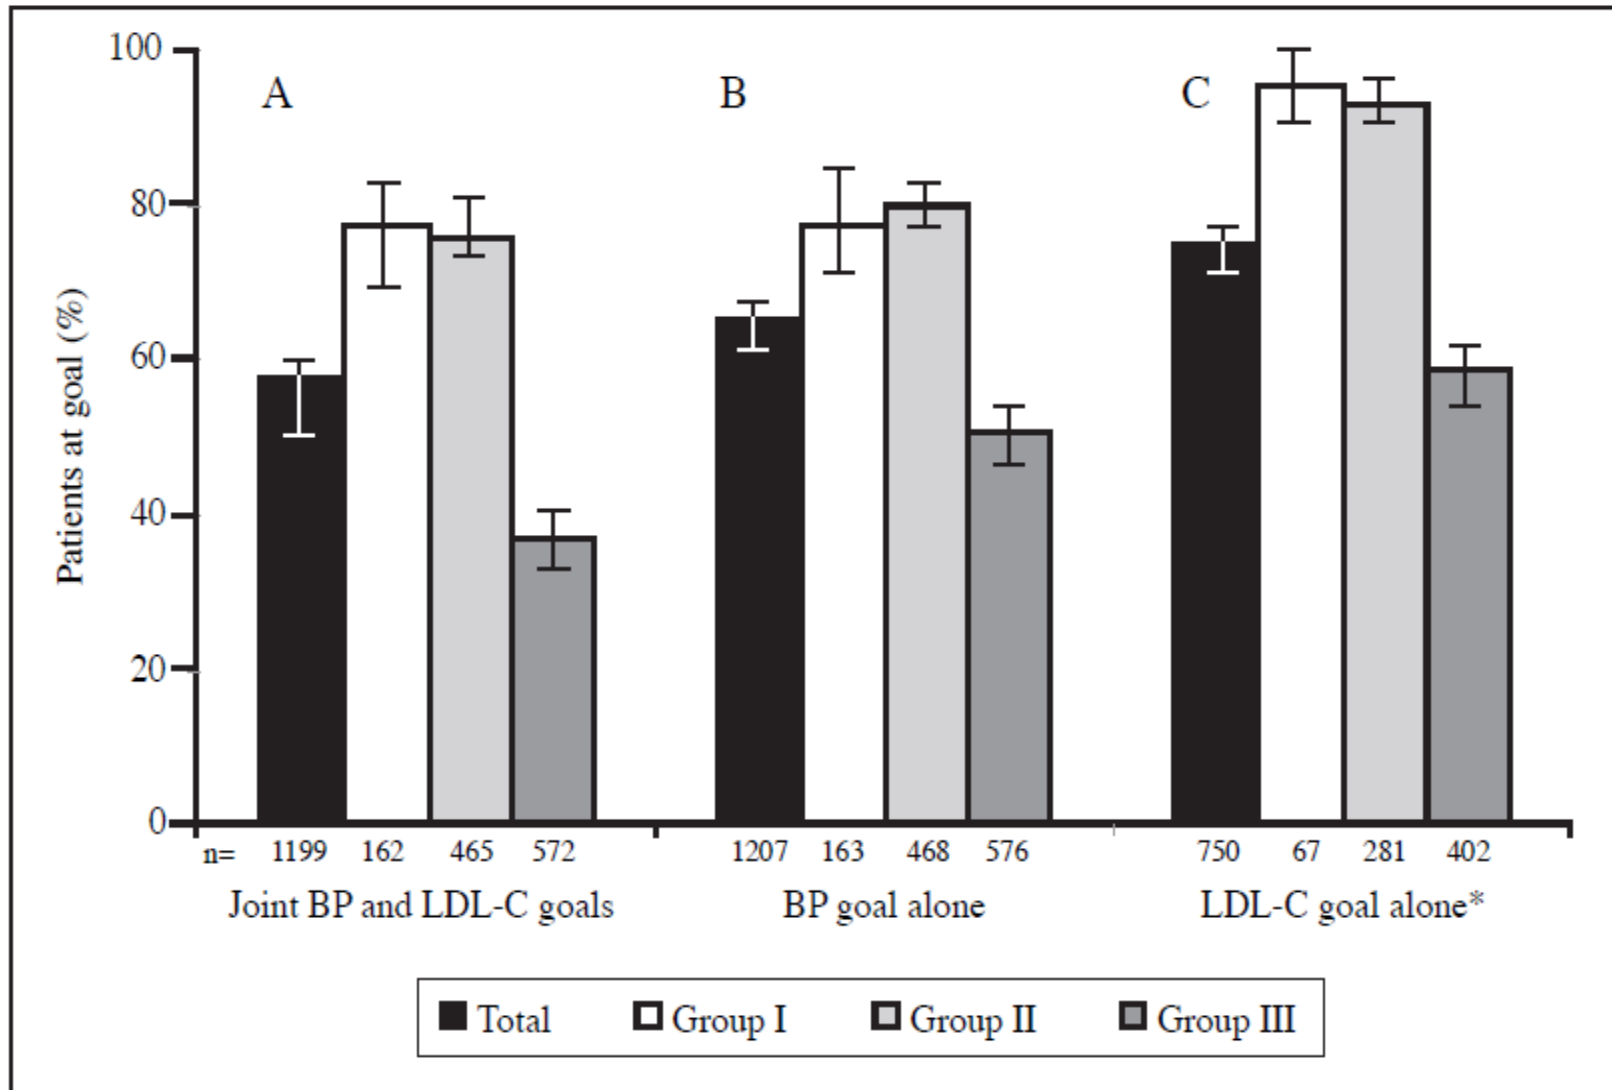 Patients at goal (%)
100
80
60
40
20
0
A
B
C
n= 1199 162 465 572 1207 163 468 576 750 67 281 402
Joint BP and LDL-C goals BP goal alone LDL-C goal alone*
Total Group I Group II Group III